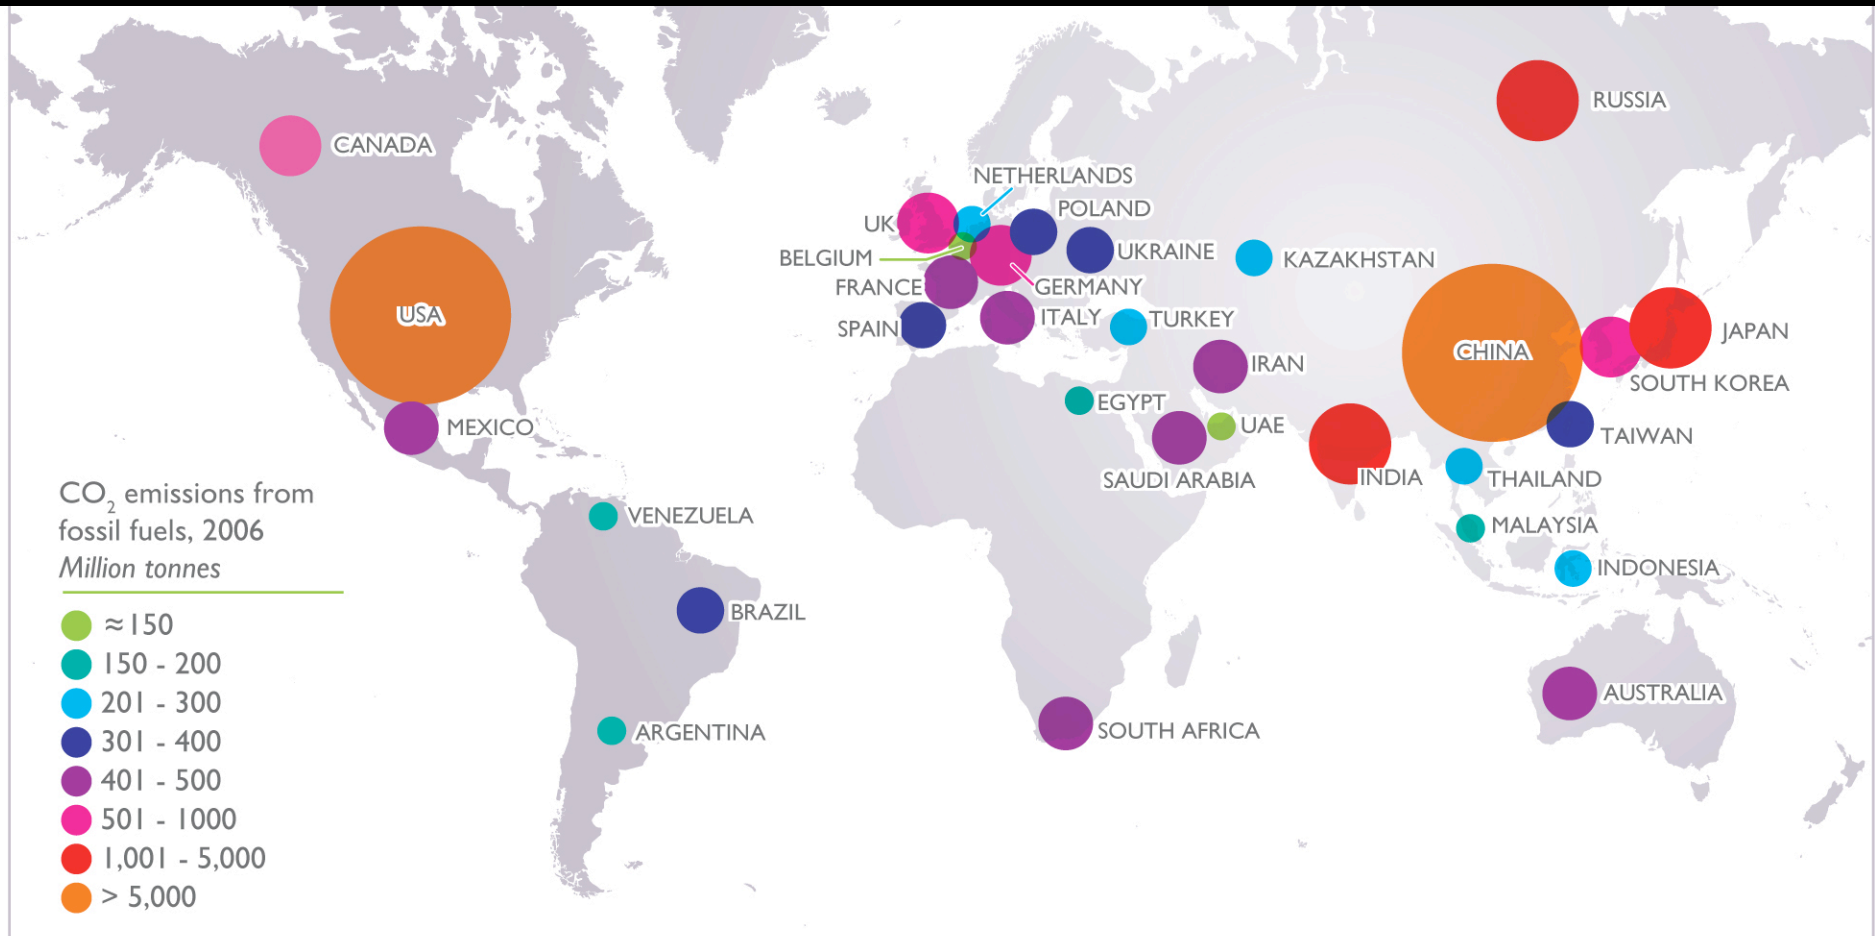 RUSSIA
CANADA
NETHERLANDS
POLAND
UK
UKRAINE
BELGIUM
KAZAKHSTAN
FRANCE
GERMANY
USA
ITALY
TURKEY
SPAIN
JAPAN
CHINA
IRAN
SOUTH KOREA
EGYPT
MEXICO
UAE
TAIWAN
SAUDI ARABIA
INDIA
THAILAND
VENEZUELA
MALAYSIA
INDONESIA
BRAZIL
AUSTRALIA
ARGENTINA
SOUTH AFRICA
CO₂ emissions from
fossil fuels, 2006
Million tonnes
≈150
150 - 200
201 - 300
301 - 400
401 - 500
501 - 1000
1,001 - 5,000
> 5,000